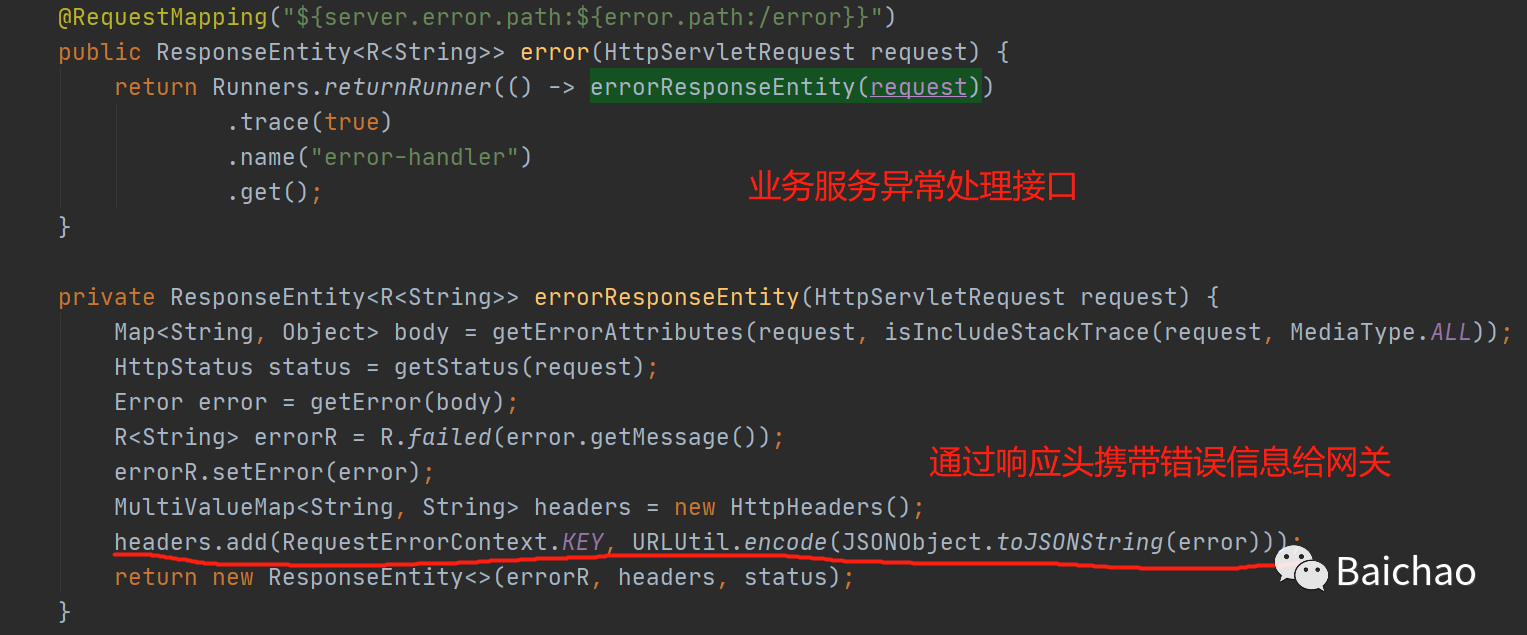 @RequestMapping("${server.error.path:${error.path:/error}}")
public ResponseEntity<R<String>> error(HttpServletRequest request) {
return Runners.returnRunner(() -> errorResponseEntity(request))
.trace(true)
.name("error-handler")
业务服务异常处理接口
.get();
}
private ResponseEntity<R<String>> errorResponseEntity(HttpServletRequest request) {
Map<String, Object> body = getErrorAttributes(request, isIncludeStackTrace(request, MediaType.ALL));
HttpStatus status = getStatus(request);
Error error = getError(body);
R<String> errorR = R.failed(error.getMessage());
通过响应头携带错误信息给网关
errorR.setError(error);
MultiValueMap<String, String> headers = new HttpHeaders();
headers.add(RequestErrorContext.KEY, URLUtil.encode(JSONObject.toJSONString(error)));
return new ResponseEntity<>(errorR, headers, status);
Baichao
}